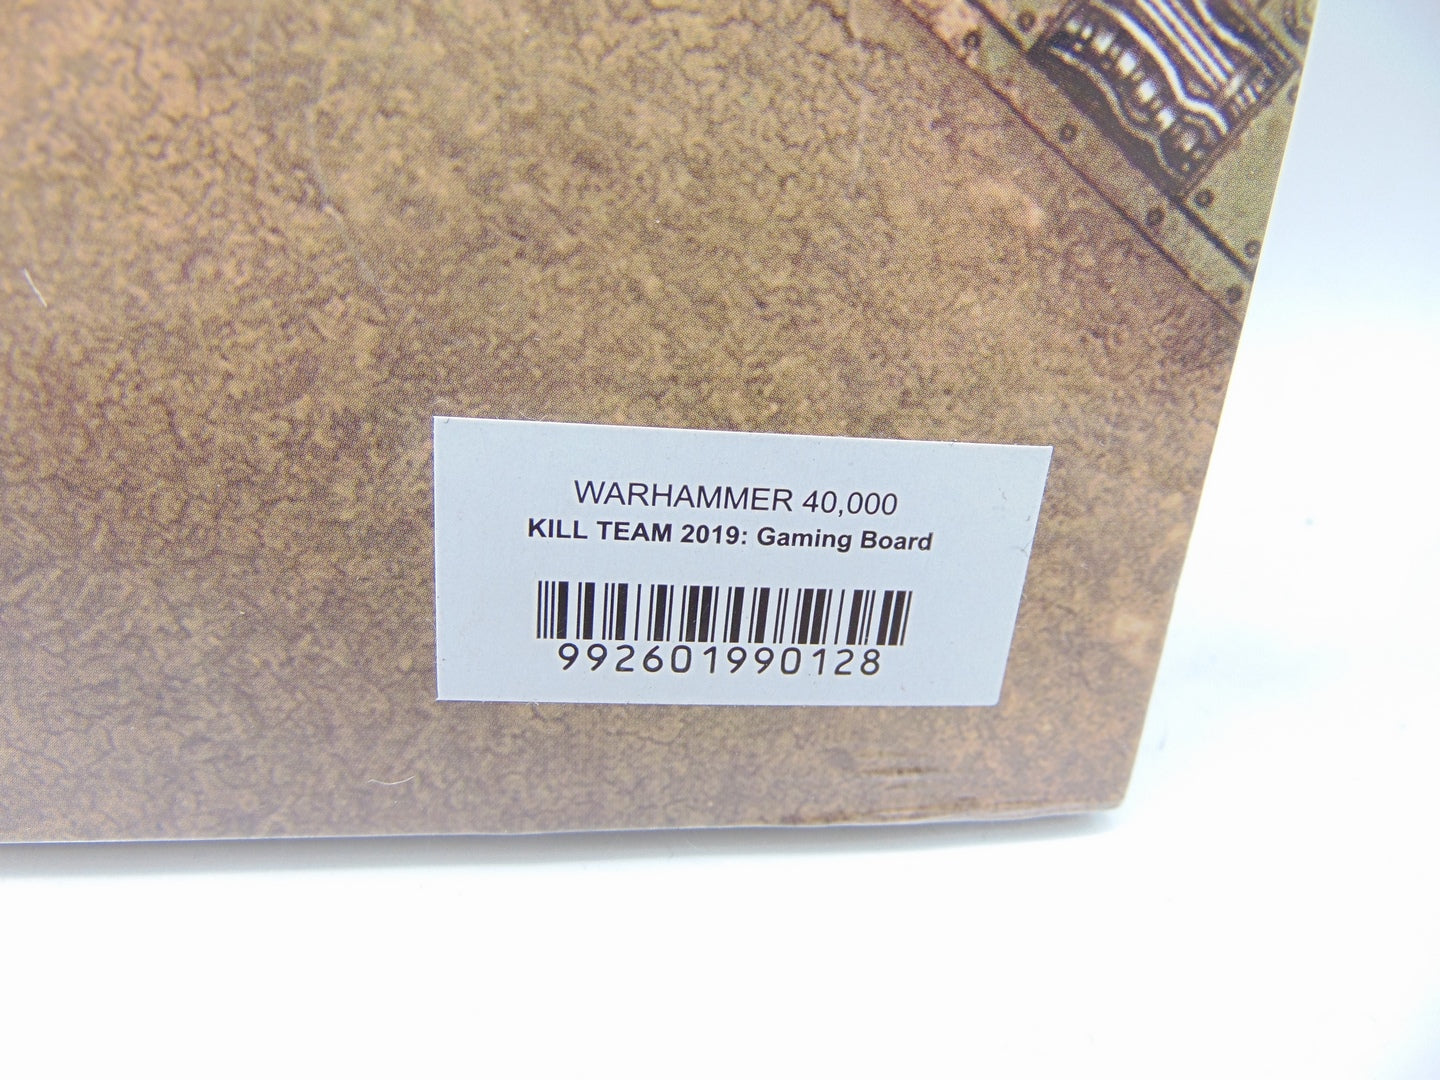 WARHAMMER 40,000
KILL TEAM 2019: Gaming Board
992601990128